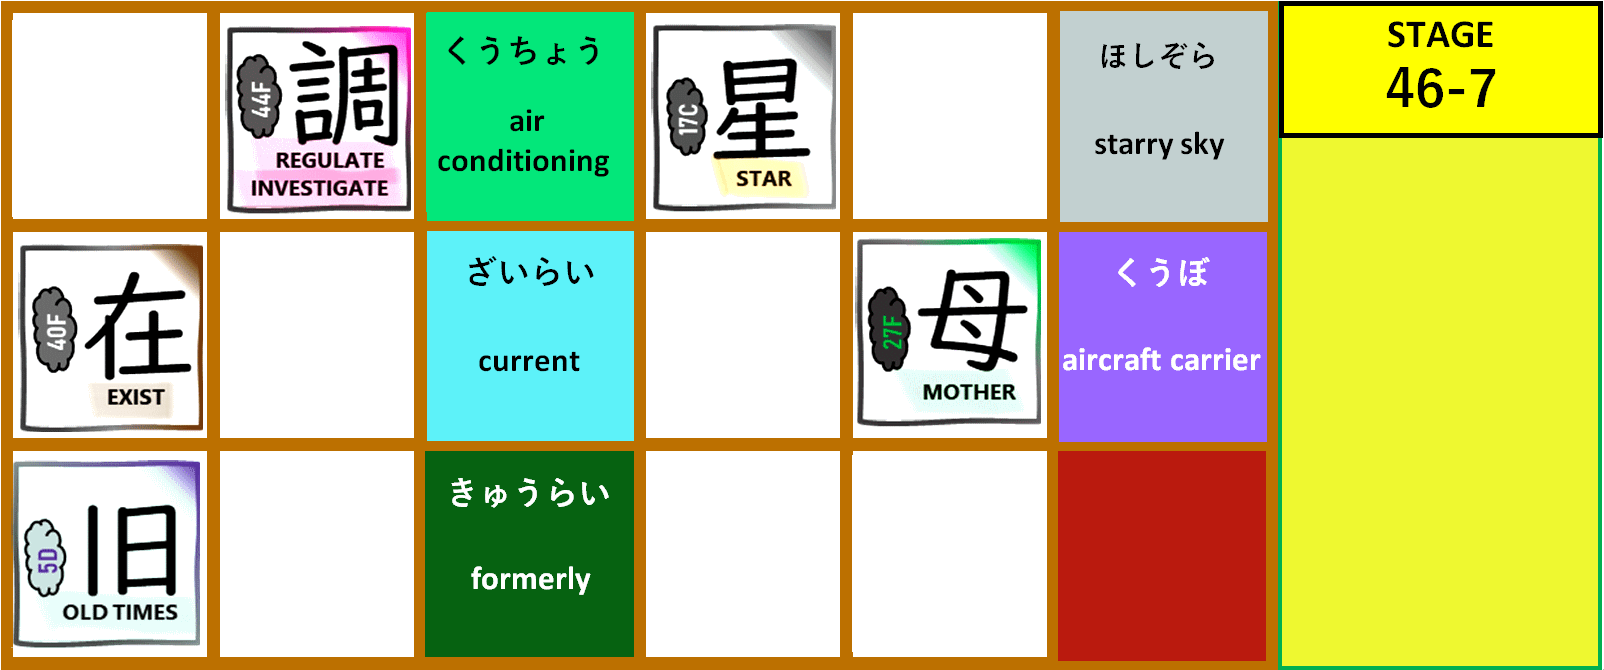 44F
調
REGULATE
INVESTIGATE
くうちょう
air
conditioning
17C
星
STAR
ほしぞら
starry sky
STAGE
46-7
40F
在
EXIST
ざいらい
current
27F
母
MOTHER
くうぼ
aircraft carrier
5D
旧
OLD TIMES
きゅうらい
formerly